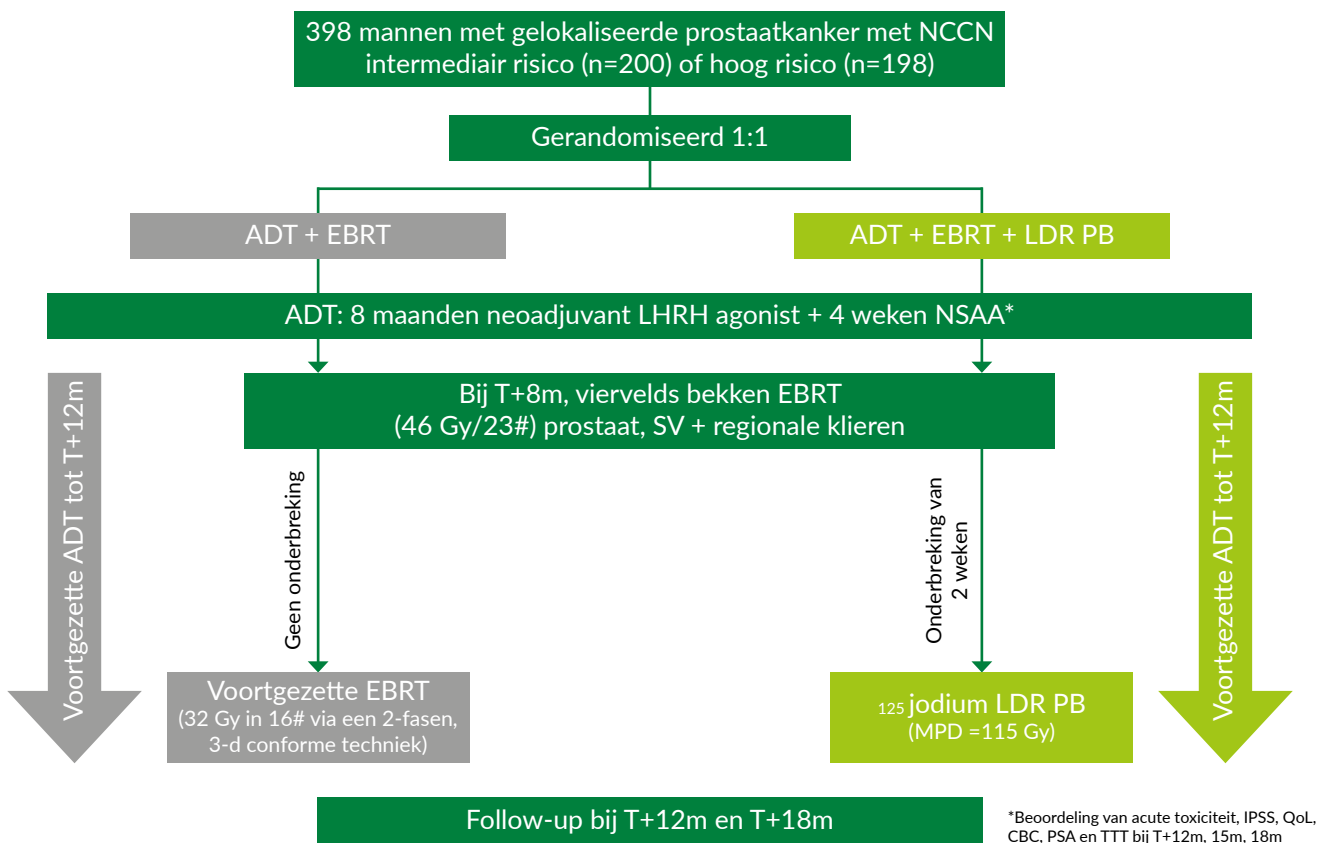 398 mannen met gelokaliseerde prostaatkanker met NCCN
intermediair risico (n=200) of hoog risico (n=198)
Gerandomiseerd 1:1
ADT + EBRT
ADT + EBRT + LDR PB
ADT: 8 maanden neoadjuvant LHRH agonist + 4 weken NSAA*
Bij T+8m, viervelds bekken EBRT
(46 Gy/23#) prostaat, SV + regionale klieren
Voortgezette ADT tot T+12m
Geen onderbreking
Onderbreking van
2 weken
Voortgezette ADT tot T+12m
Voortgezette EBRT
(32 Gy in 16# via een 2-fasen,
3-d conforme techniek)
125 jodium LDR PB
(MPD =115 Gy)
Follow-up bij T+12m en T+18m
*Beoordeling van acute toxiciteit, IPSS, QoL,
CBC, PSA en TTT bij T+12m, 15m, 18m